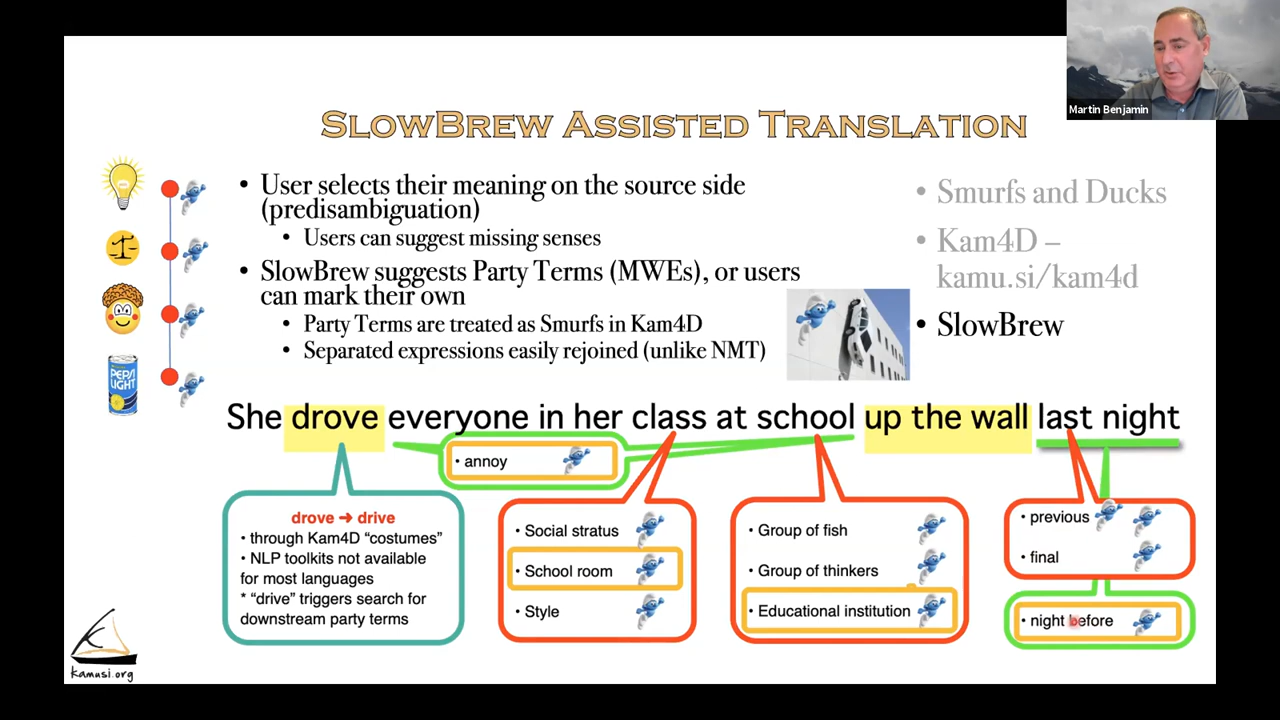 Martin Benjamin
SlowBrew Assisted Translation
• User selects their meaning on the source side
(predisambiguation)
• Users can suggest missing senses
• SlowBrew suggests Party Terms (MWEs), or users
can mark their own
• Party Terms are treated as Smurfs in Kam4D
• Separated expressions easily rejoined (unlike NMT)
• Smurfs and Ducks
• Kam4D –
kamu.si/kam4d
• SlowBrew
PEPSI
LIGHT
She drove everyone in her class at school up the wall last night
• annoy
drove ➜ drive
• through Kam4D “costumes”
• NLP toolkits not available
for most languages
* “drive” triggers search for
downstream party terms
• Social stratus
• School room
• Style
• Group of fish
• Group of thinkers
• Educational institution
• previous
• final
• night before
kamusi.org